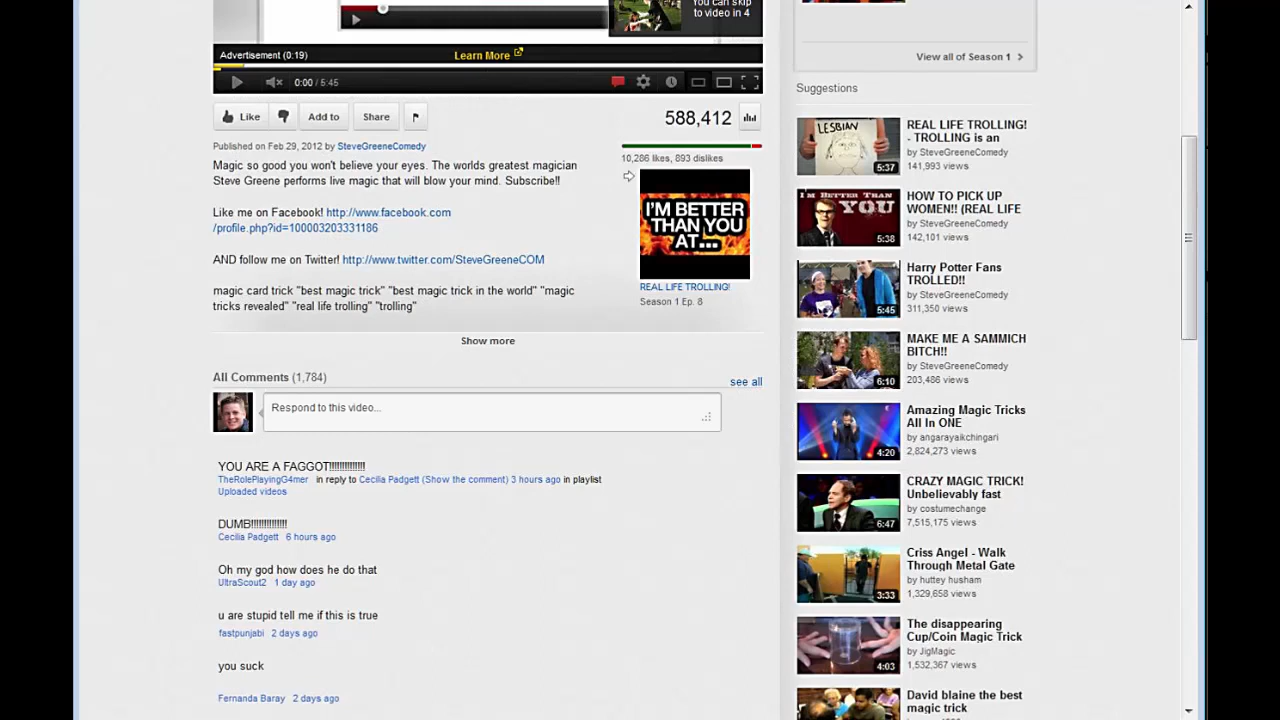 You can skip
to video in 4
Advertisement (0:19)
Learn More
0:00 / 5:45
Like
Add to
Share
588,412
Published on Feb 29, 2012 by SteveGreeneComedy
Magic so good you won't believe your eyes. The worlds greatest magician
Steve Greene performs live magic that will blow your mind. Subscribe!!
Like me on Facebook! http://www.facebook.com
/profile.php?id=100003203331186
AND follow me on Twitter! http://www.twitter.com/SteveGreeneCOM
magic card trick "best magic trick" "best magic trick in the world" "magic
tricks revealed" "real life trolling" "trolling"
10,286 likes, 893 dislikes
I'M BETTER
THAN YOU
AT...
REAL LIFE TROLLING!
Season 1 Ep. 8
Show more
All Comments (1,784)
see all
Respond to this video...
YOU ARE A FAGGOT!!!!!!!!!!!!!!
TheRolePlayingG4mer in reply to Cecilia Padgett (Show the comment) 3 hours ago in playlist
Uploaded videos
DUMB!!!!!!!!!!!!!!
Cecilia Padgett 6 hours ago
Oh my god how does he do that
UltraScout2 1 day ago
u are stupid tell me if this is true
fastpunjabi 2 days ago
you suck
Fernanda Baray 2 days ago
View all of Season 1
Suggestions
LESBIAN
5:37
REAL LIFE TROLLING!
- TROLLING is an
by SteveGreeneComedy
141,993 views
I'M BETTER THAN
YOU
5:38
HOW TO PICK UP
WOMEN!! (REAL LIFE
by SteveGreeneComedy
142,101 views
5:45
Harry Potter Fans
TROLLED!!
by SteveGreeneComedy
311,350 views
6:10
MAKE ME A SAMMICH
BITCH!!
by SteveGreeneComedy
203,486 views
4:20
Amazing Magic Tricks
All In ONE
by angarayaikchingari
2,824,273 views
6:47
CRAZY MAGIC TRICK!
Unbelievably fast
by costumechange
7,515,175 views
3:33
Criss Angel - Walk
Through Metal Gate
by huttey husham
1,329,658 views
4:03
The disappearing
Cup/Coin Magic Trick
by JigMagic
1,532,367 views
David blaine the best
magic trick